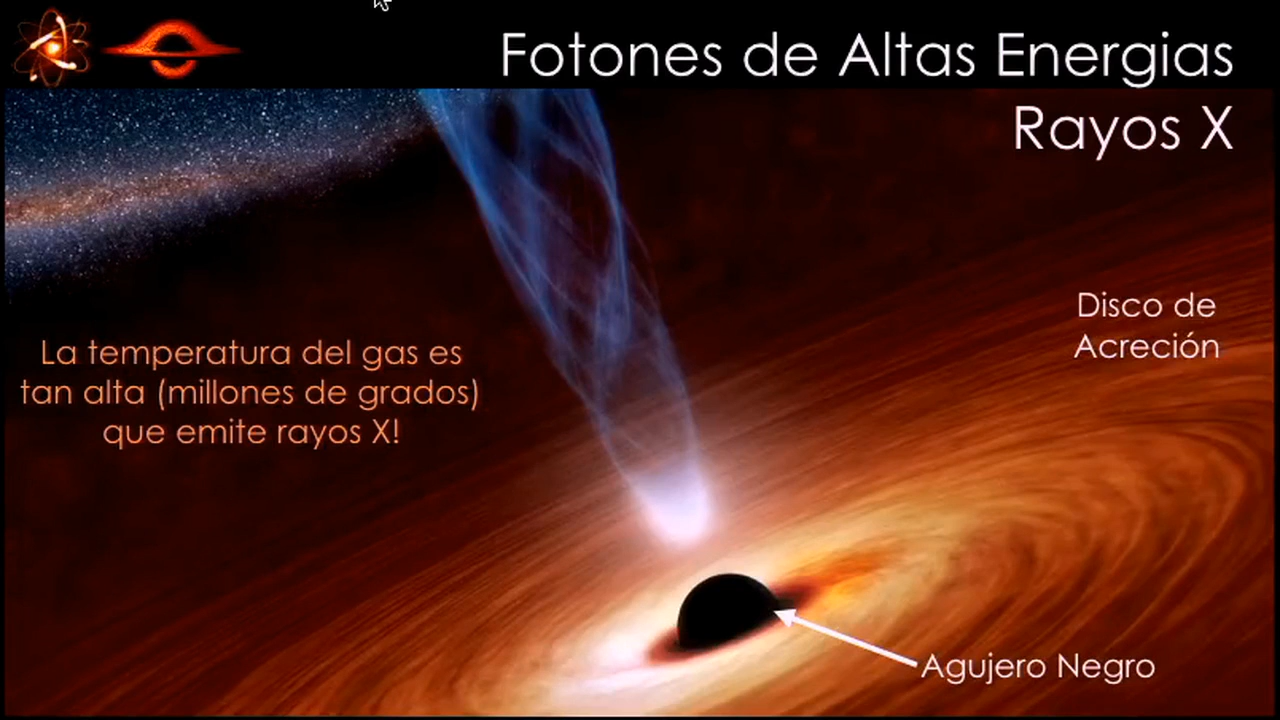 Fotones de Altas Energias
Rayos X
Disco de
Acreción
La temperatura del gas es
tan alta (millones de grados)
que emite rayos X!
Agujero Negro